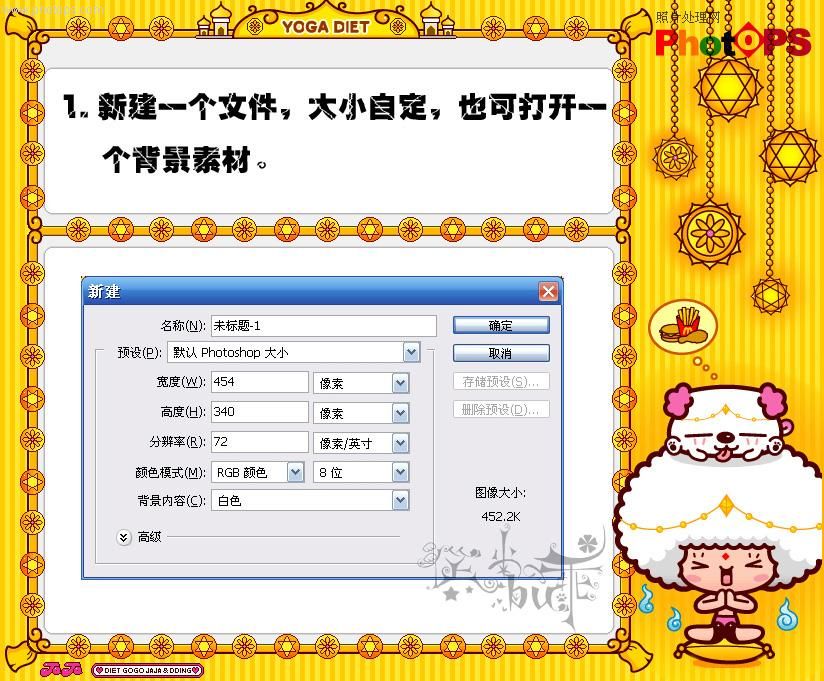 YOGA DIET
照片处理网
PhotOPS
1. 新建一个文件，大小自定，也可打开一
个背景素材。
新建
名称(N): 未标题-1
确定
预设(P): 默认 Photoshop 大小
取消
宽度(W): 454 像素
存储预设(S)...
高度(H): 340 像素
删除预设(D)...
分辨率(R): 72 像素/英寸
颜色模式(M): RGB 颜色 8 位
图像大小:
背景内容(C): 白色
452.2K
高级
DIET GOGO JAJA & DDING